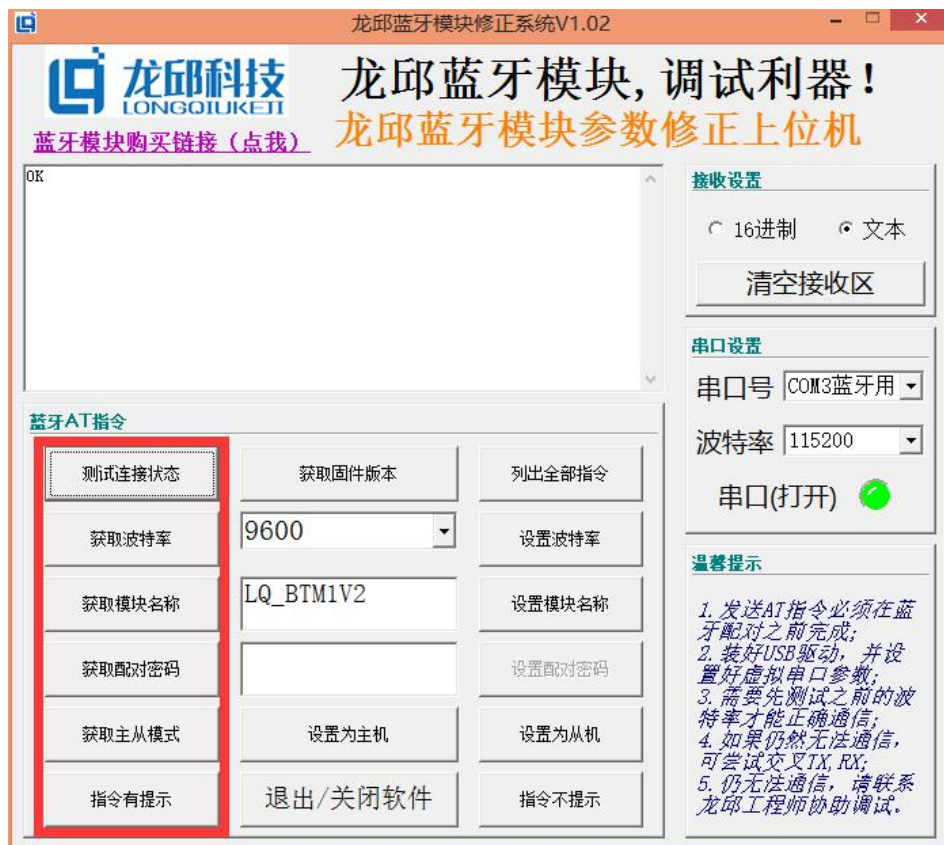 龙邱蓝牙模块修正系统V1.02
龙邱科技
LONGQIUKEJI
龙邱蓝牙模块,调试利器!
蓝牙模块购买链接（点我）
龙邱蓝牙模块参数修正上位机
OK
接收设置
16进制 文本
清空接收区
串口设置
串口号 COM3蓝牙用
波特率 115200
串口(打开)
蓝牙AT指令
测试连接状态 获取固件版本 列出全部指令
获取波特率 9600 设置波特率
获取模块名称 LQ_BTM1V2 设置模块名称
获取配对密码 设置配对密码
获取主从模式 设置为主机 设置为从机
指令有提示 退出/关闭软件 指令不提示
温馨提示
1. 发送AT指令必须在蓝
牙配对之前完成;
2. 装好USB驱动, 并设
置好虚拟串口参数;
3. 需要先测试之前的波
特率才能正确通信;
4. 如果仍然无法通信,
可尝试交叉TX, RX;
5. 仍无法通信, 请联系
龙邱工程师协助调试.